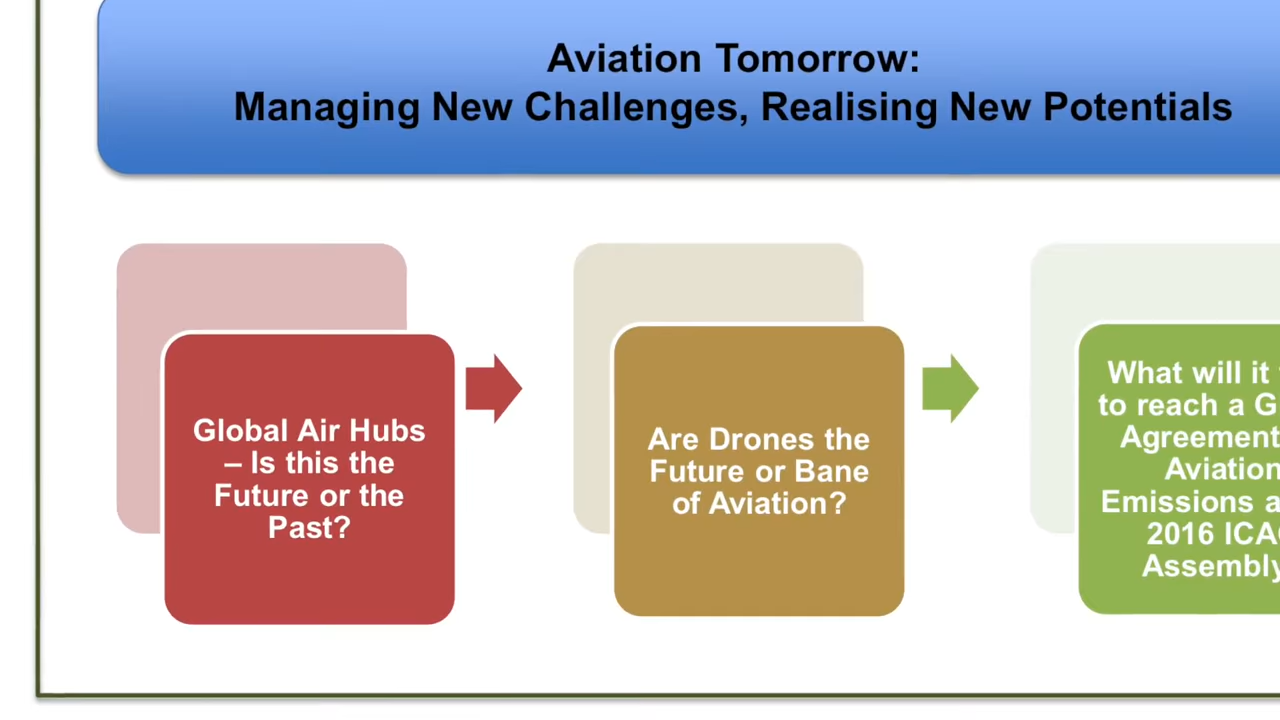 Aviation Tomorrow:
Managing New Challenges, Realising New Potentials
Global Air Hubs
– Is this the
Future or the
Past?
Are Drones the
Future or Bane
of Aviation?
What will it
to reach a
Agreement
Aviation
Emissions
2016
Assembly